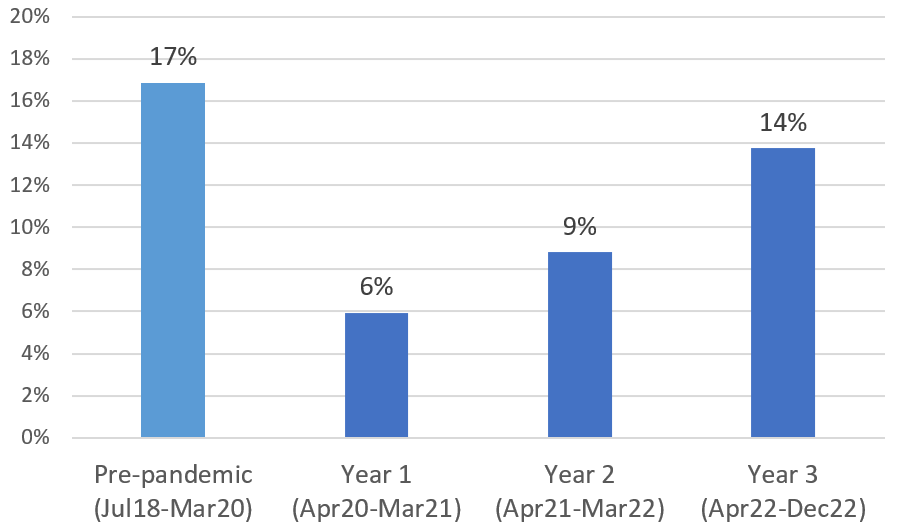 20%
18%
16%
14%
12%
10%
8%
6%
4%
2%
0%
17%
6%
9%
14%
Pre-pandemic
(Jul18-Mar20)
Year 1
(Apr20-Mar21)
Year 2
(Apr21-Mar22)
Year 3
(Apr22-Dec22)